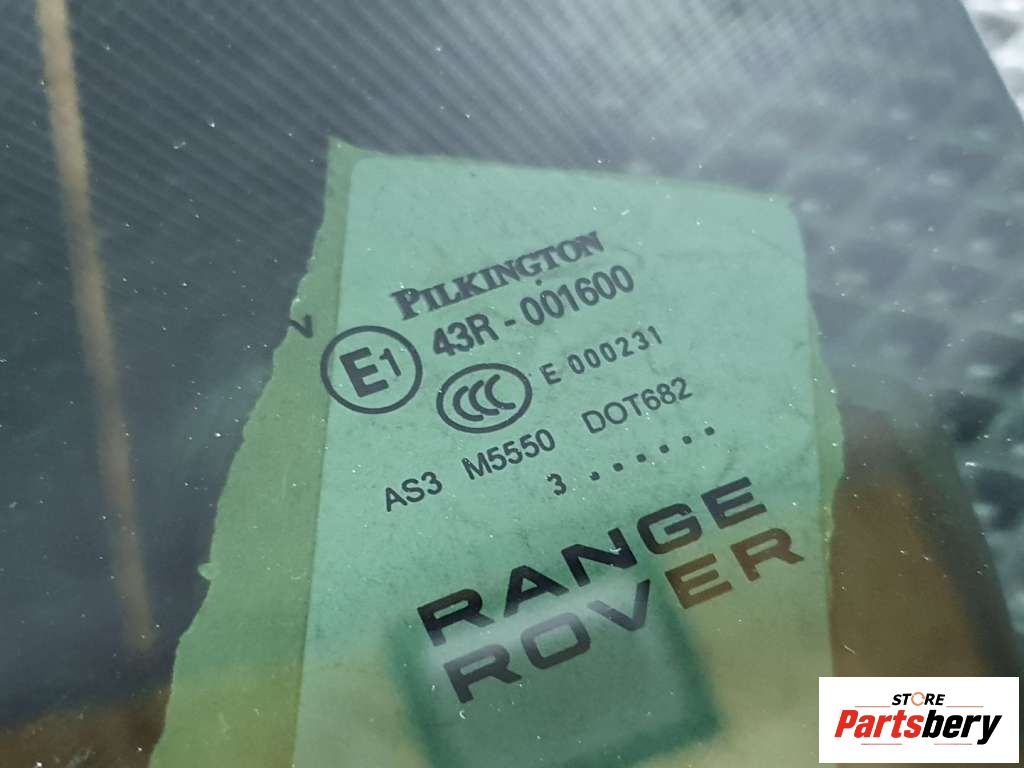 PILKINGTON
43R - 001600
E1
CCC
E 000231
AS3 M5550 DOT682
3 . . . . . . .
RANGE
ROVER
STORE
Partsbery